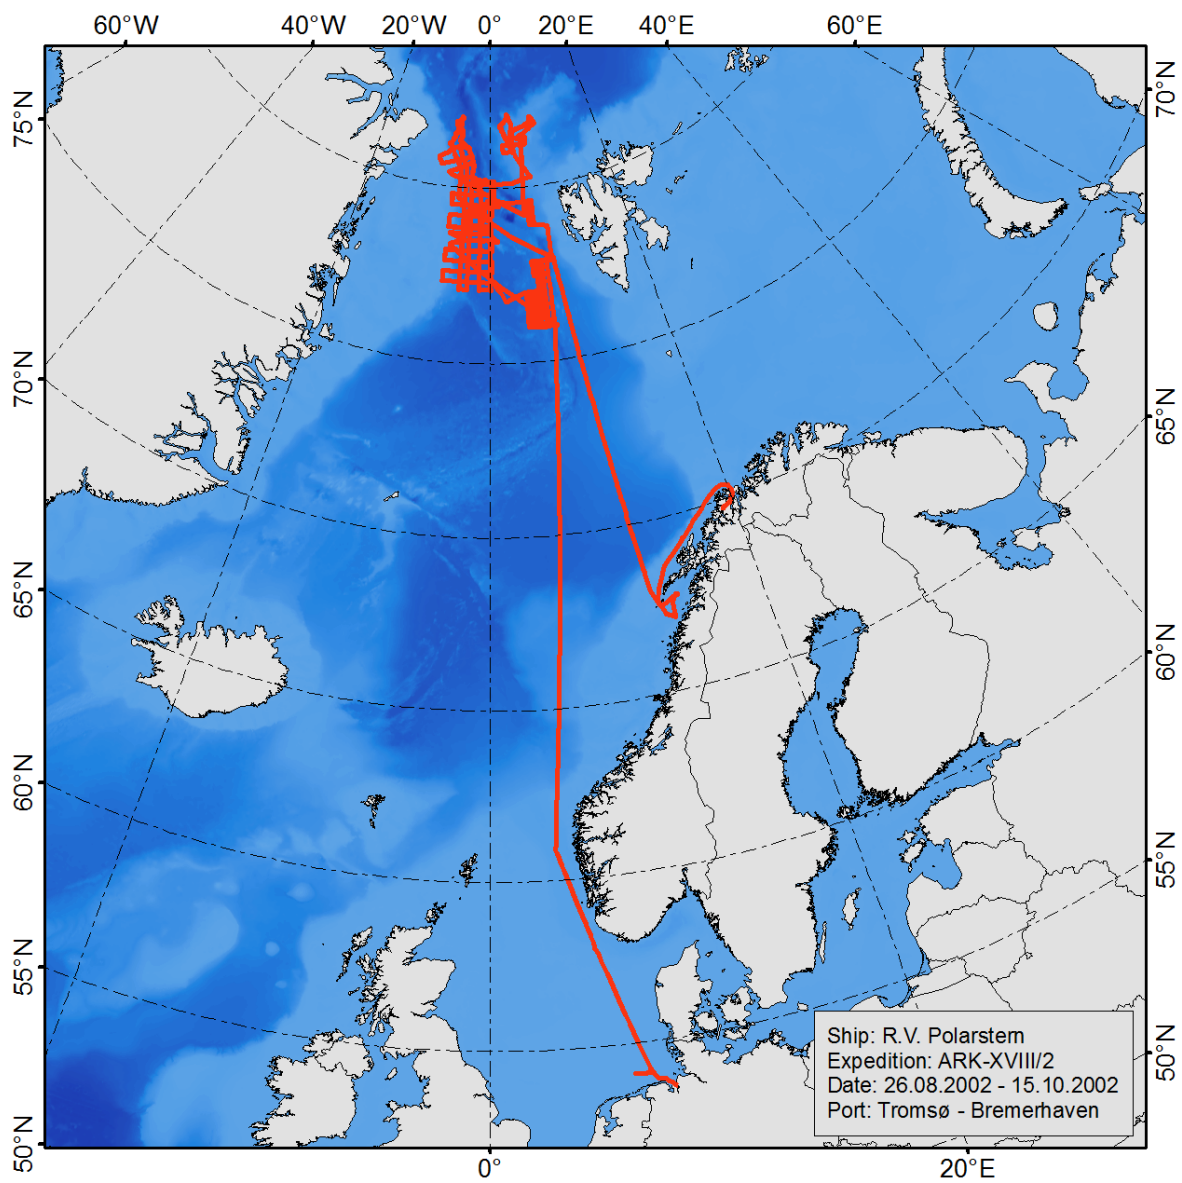 60°W 40°W 20°W 0° 20°E 40°E 60°E
75°N
70°N
65°N
60°N
55°N
50°N
70°N
65°N
60°N
55°N
50°N
0° 20°E
Ship: R.V. Polarstern
Expedition: ARK-XVIII/2
Date: 26.08.2002 - 15.10.2002
Port: Tromsø - Bremerhaven